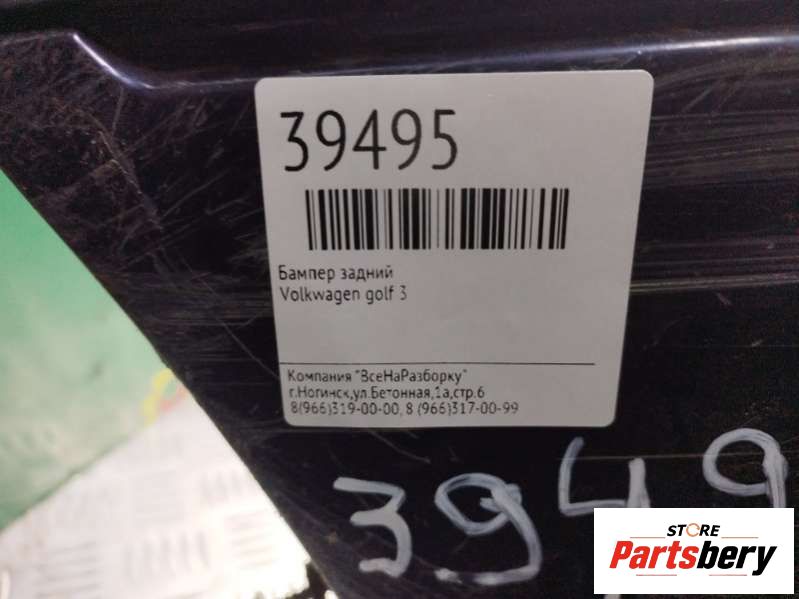 39495
Бампер задний
Volkwagen golf 3
Компания "ВсеНаРазборку"
г.Ногинск,ул.Бетонная,1а,стр.6
8(966)319-00-00, 8 (966)317-00-99
3949
STORE
Partsbery